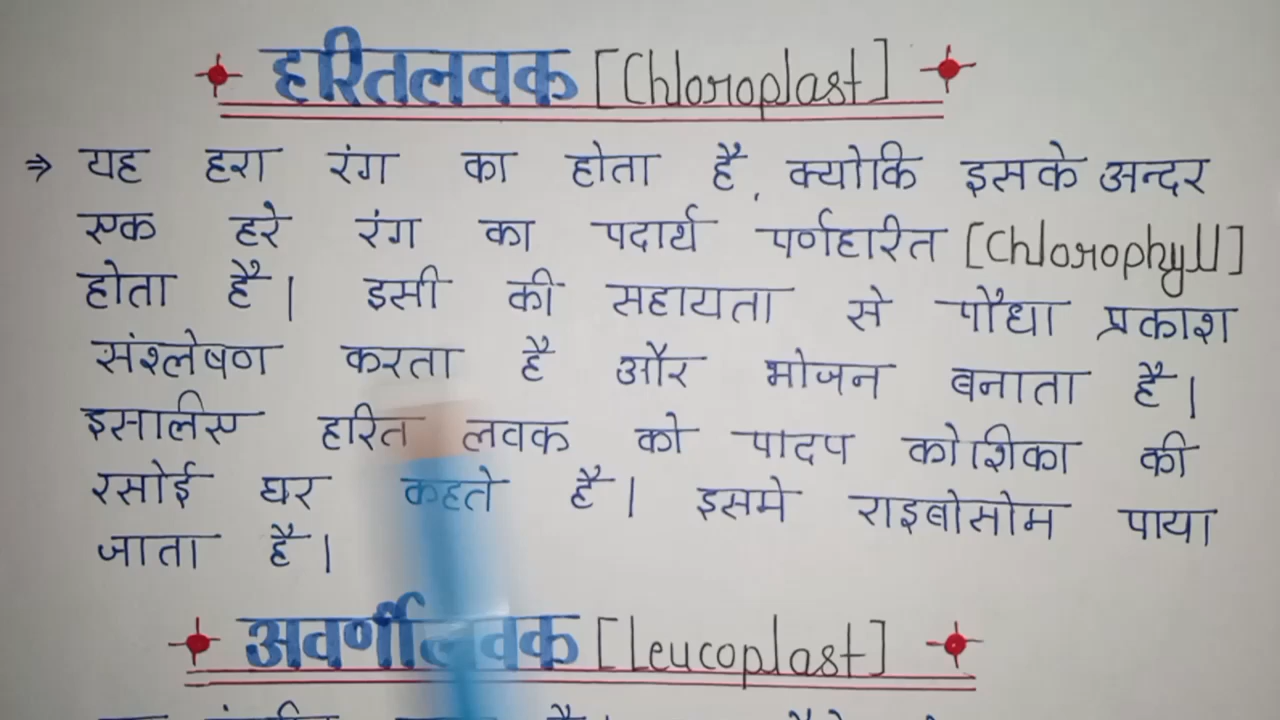 हरितलवक [Chloroplast]
⇒ यह हरा रंग का होता है, क्योकि इसके अन्दर
एक हरे रंग का पदार्थ पर्णहारित [Chlorophyll]
होता है। इसी की सहायता से पौधा प्रकाश
संश्लेषण करता है और भोजन बनाता है।
इसालिए हरित लवक को पादप कोशिका की
रसोई घर कहते है। इसमे राइबोसोम पाया
जाता है।
अवर्णीलवक [Leucoplast]